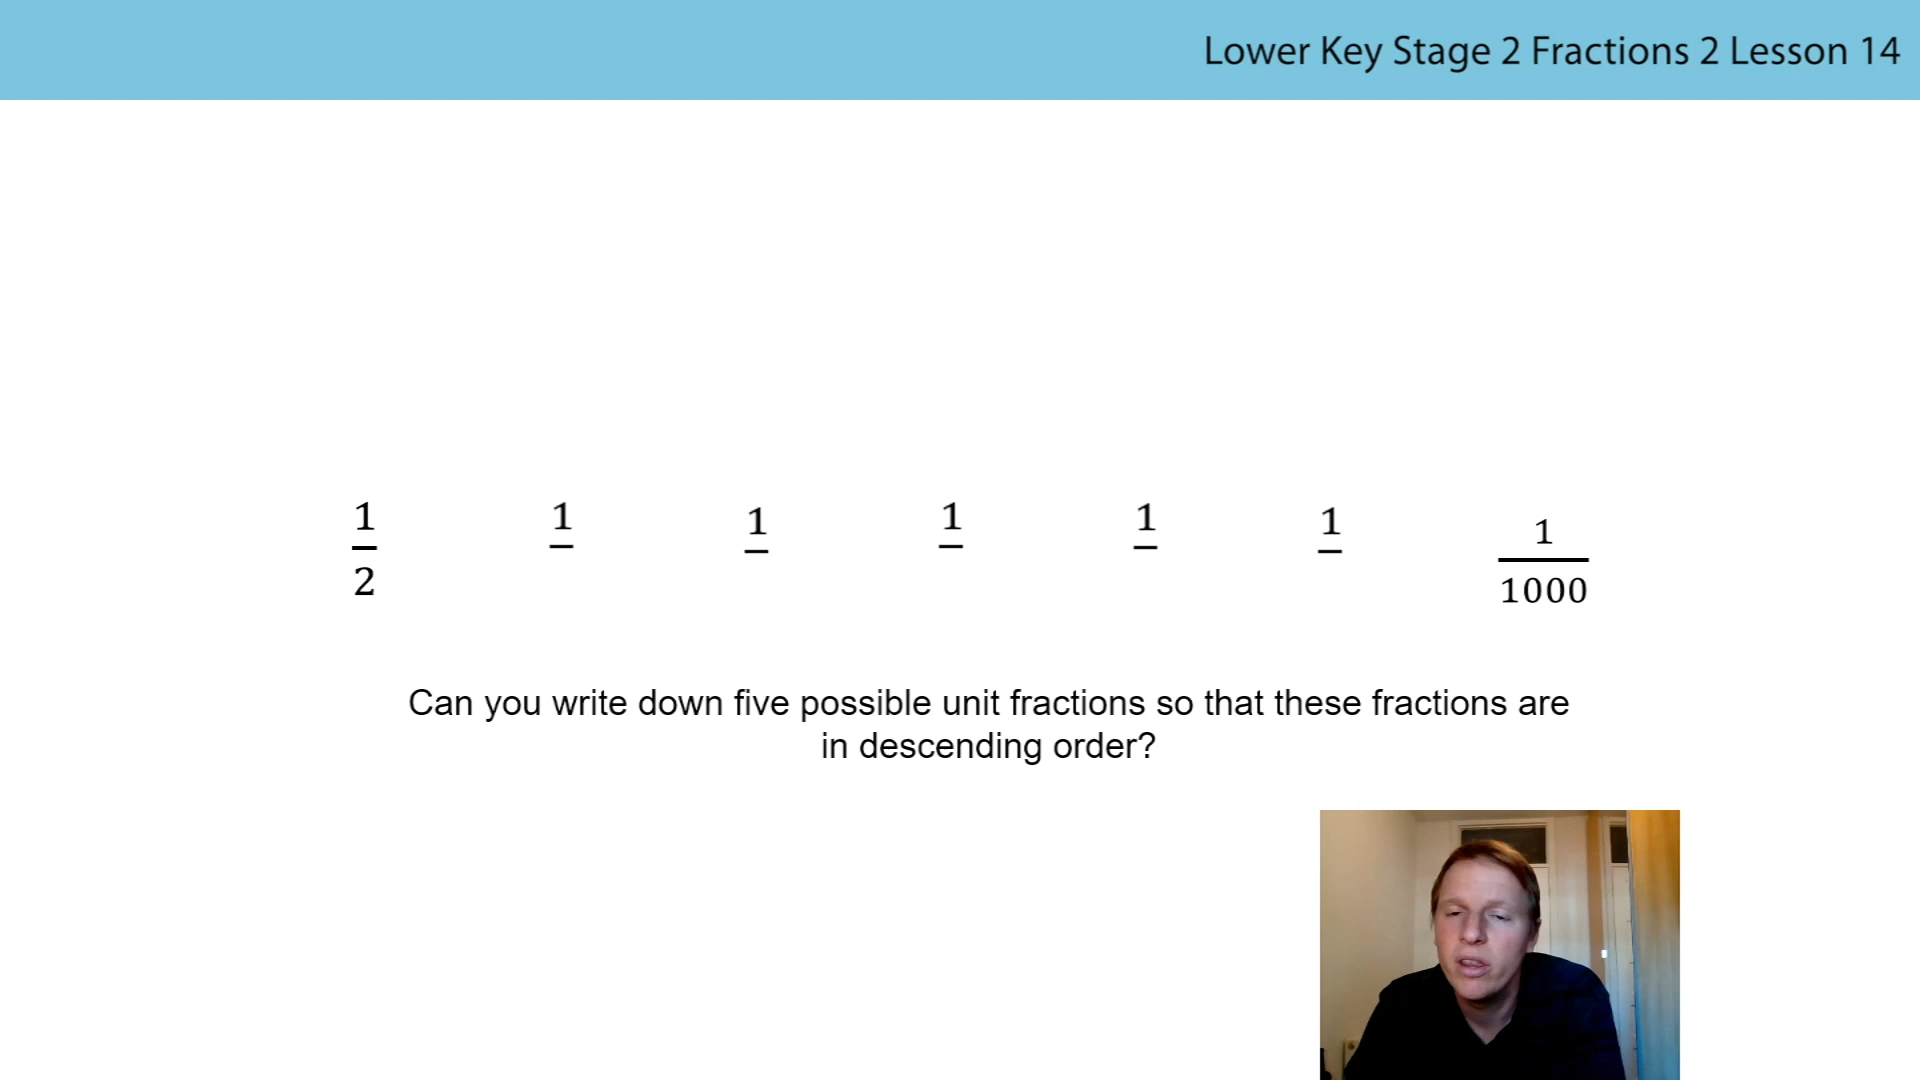 Lower Key Stage 2 Fractions 2 Lesson 14
1 1 1 1 1 1 1
2 1000
Can you write down five possible unit fractions so that these fractions are
in descending order?